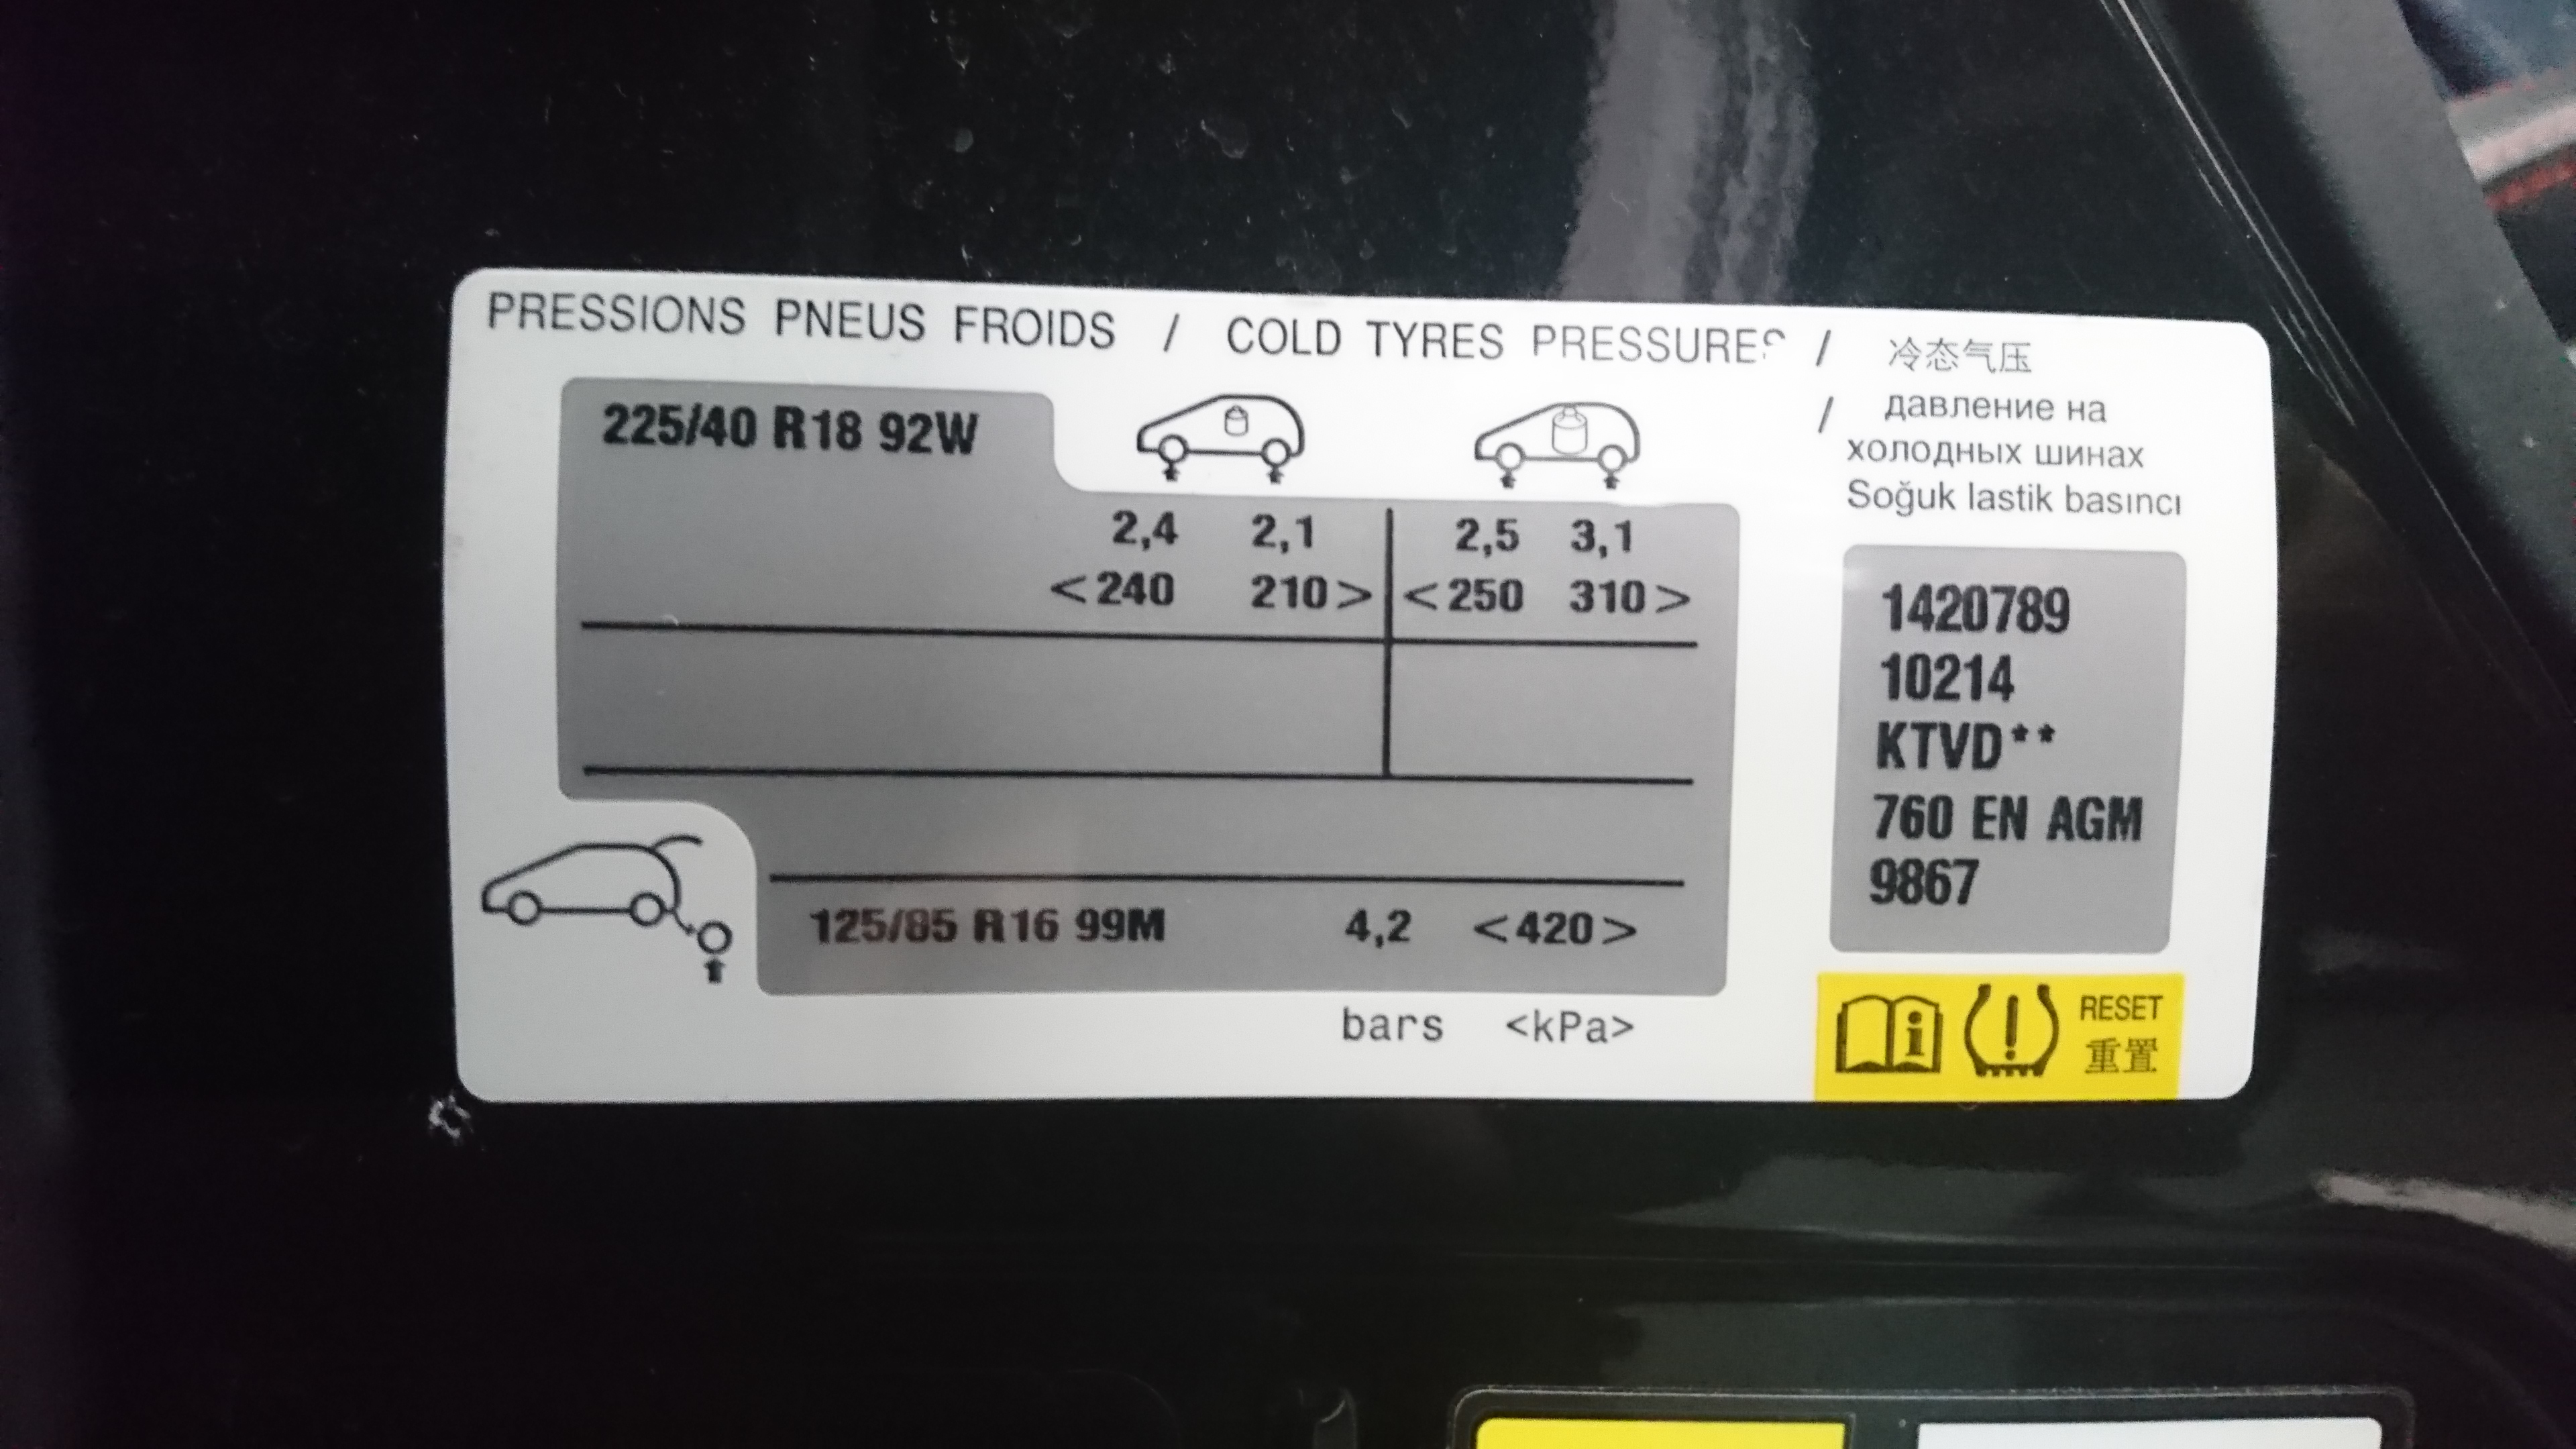 PRESSIONS PNEUS FROIDS / COLD TYRES PRESSURES / 冷态气压
/ давление на
холодных шинах
Soğuk lastik basıncı
225/40 R18 92W
2,4 2,1 2,5 3,1
<240 210> <250 310>
125/85 R16 99M 4,2 <420>
bars <kPa>
1420789
10214
KTVD**
760 EN AGM
9867
i ! RESET
重置